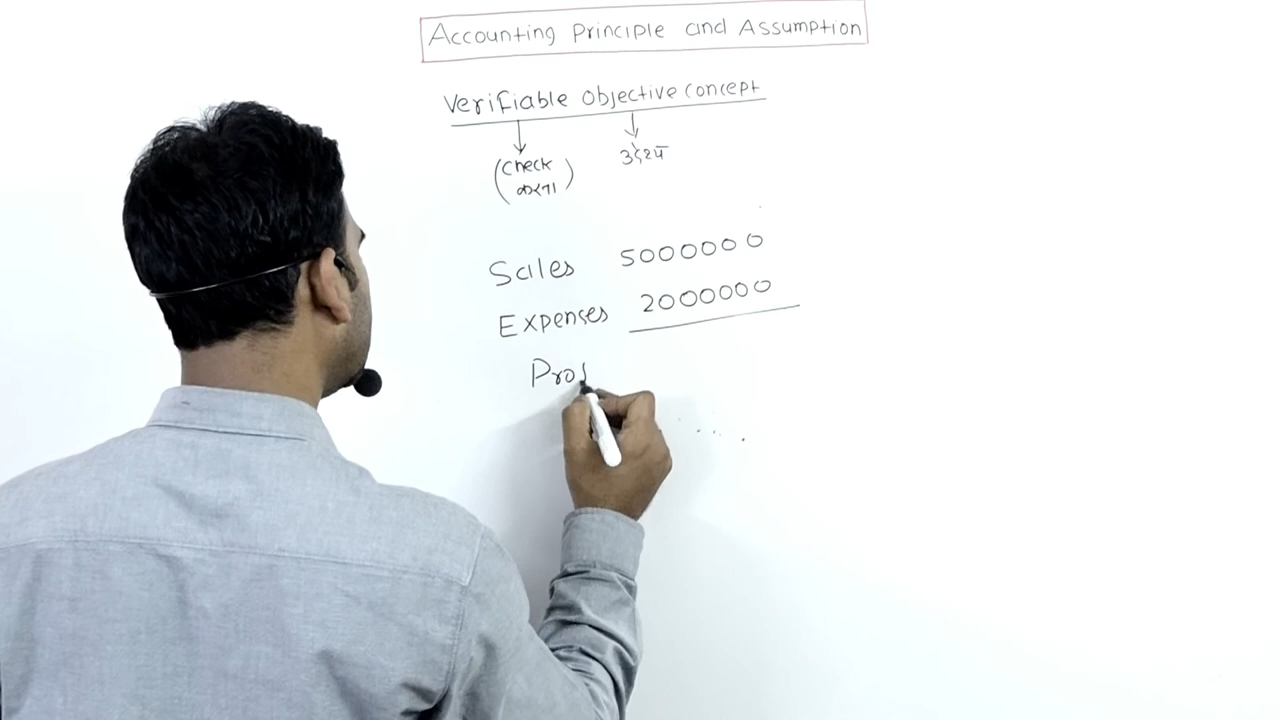 Accounting Principle and Assumption
Verifiable Objective concept
(check करना)
उद्देश्य
Sales 5000000
Expenses 2000000
Prof